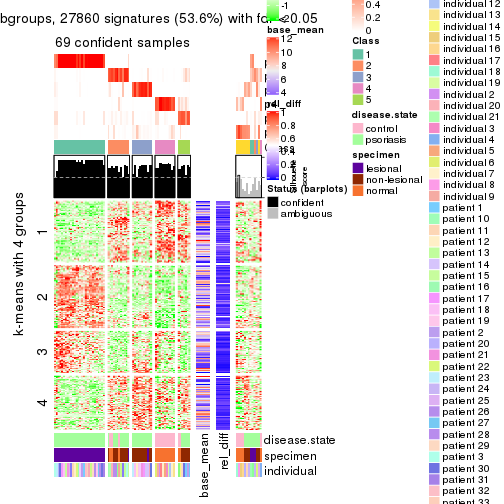 bgroups, 27860 signatures (53.6%) with
<0.05
69 confident samples
k-means with 4 groups
1
2
3
4
base_mean
rel_diff
disease.state
specimen
individual
-1
-2
base_mean
12
10
8
6
4
rel_diff
1
0.8
0.6
0.4
0.2
0
score
Status (barplots)
confident
ambiguous
0.4
0.2
0
Class
1
2
3
4
5
disease.state
control
psoriasis
specimen
lesional
non-lesional
normal
individual 12
individual 13
individual 14
individual 15
individual 16
individual 17
individual 18
individual 19
individual 2
individual 20
individual 21
individual 3
individual 4
individual 5
individual 6
individual 7
individual 8
individual 9
patient 1
patient 10
patient 11
patient 12
patient 13
patient 14
patient 15
patient 16
patient 17
patient 18
patient 19
patient 2
patient 20
patient 21
patient 22
patient 23
patient 24
patient 25
patient 26
patient 27
patient 28
patient 29
patient 3
patient 30
patient 31
patient 32
patient 33